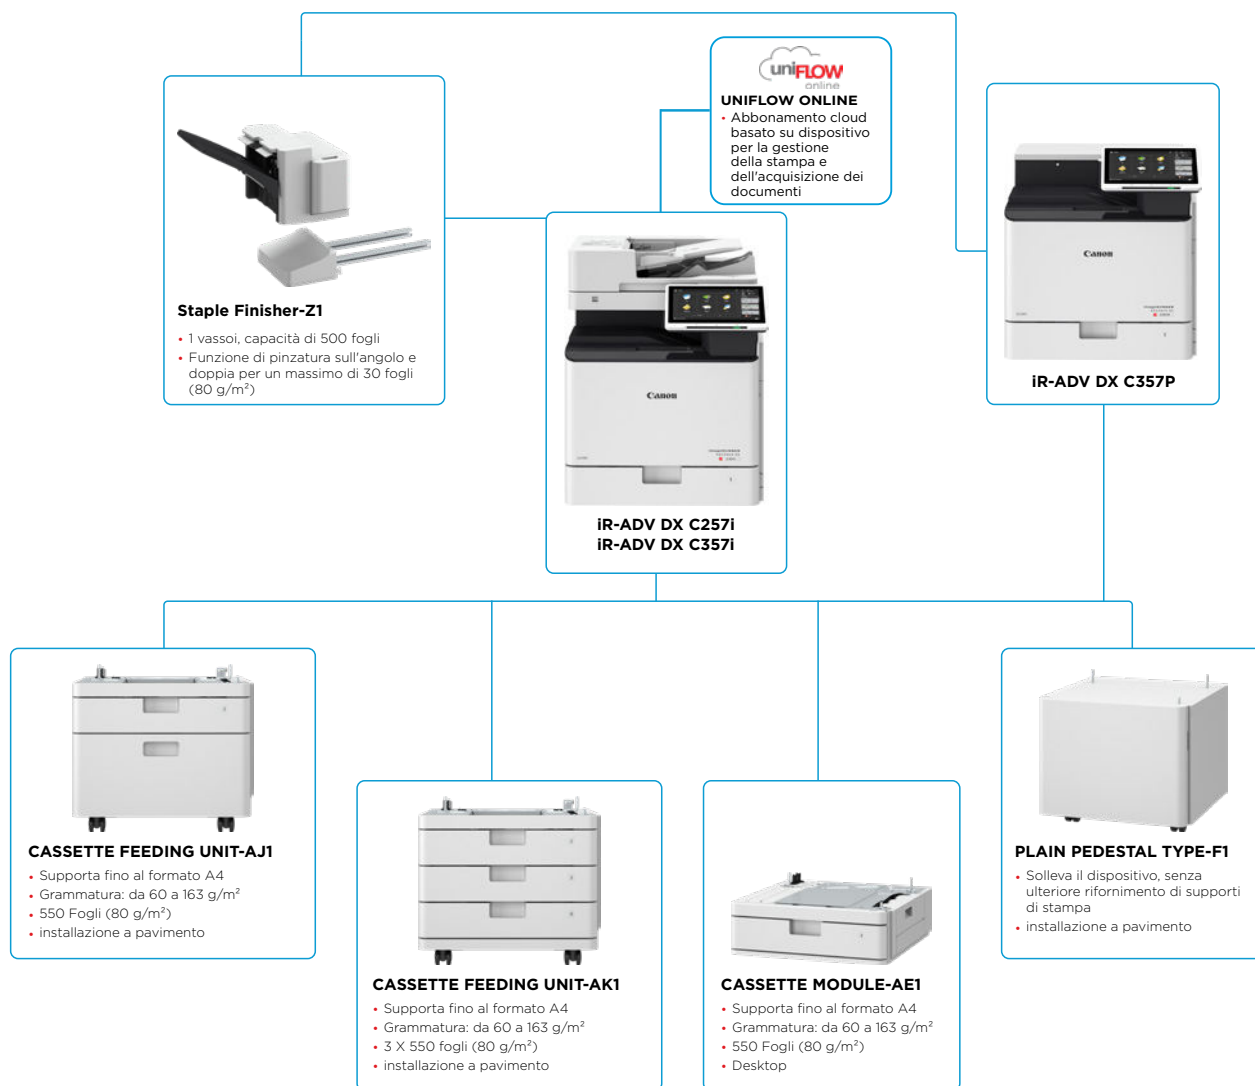 uniFLOW
online
UNIFLOW ONLINE
• Abbonamento cloud
basato su dispositivo
per la gestione
della stampa e
dell'acquisizione dei
documenti
Staple Finisher-Z1
• 1 vassoi, capacità di 500 fogli
• Funzione di pinzatura sull'angolo e
doppia per un massimo di 30 fogli
(80 g/m²)
Canon
iR-ADV DX C257i
iR-ADV DX C357i
Canon
iR-ADV DX C357P
CASSETTE FEEDING UNIT-AJ1
• Supporta fino al formato A4
• Grammatura: da 60 a 163 g/m²
• 550 Fogli (80 g/m²)
• installazione a pavimento
CASSETTE FEEDING UNIT-AK1
• Supporta fino al formato A4
• Grammatura: da 60 a 163 g/m²
• 3 X 550 fogli (80 g/m²)
• installazione a pavimento
CASSETTE MODULE-AE1
• Supporta fino al formato A4
• Grammatura: da 60 a 163 g/m²
• 550 Fogli (80 g/m²)
• Desktop
PLAIN PEDESTAL TYPE-F1
• Solleva il dispositivo, senza
ulteriore rifornimento di supporti
di stampa
• installazione a pavimento